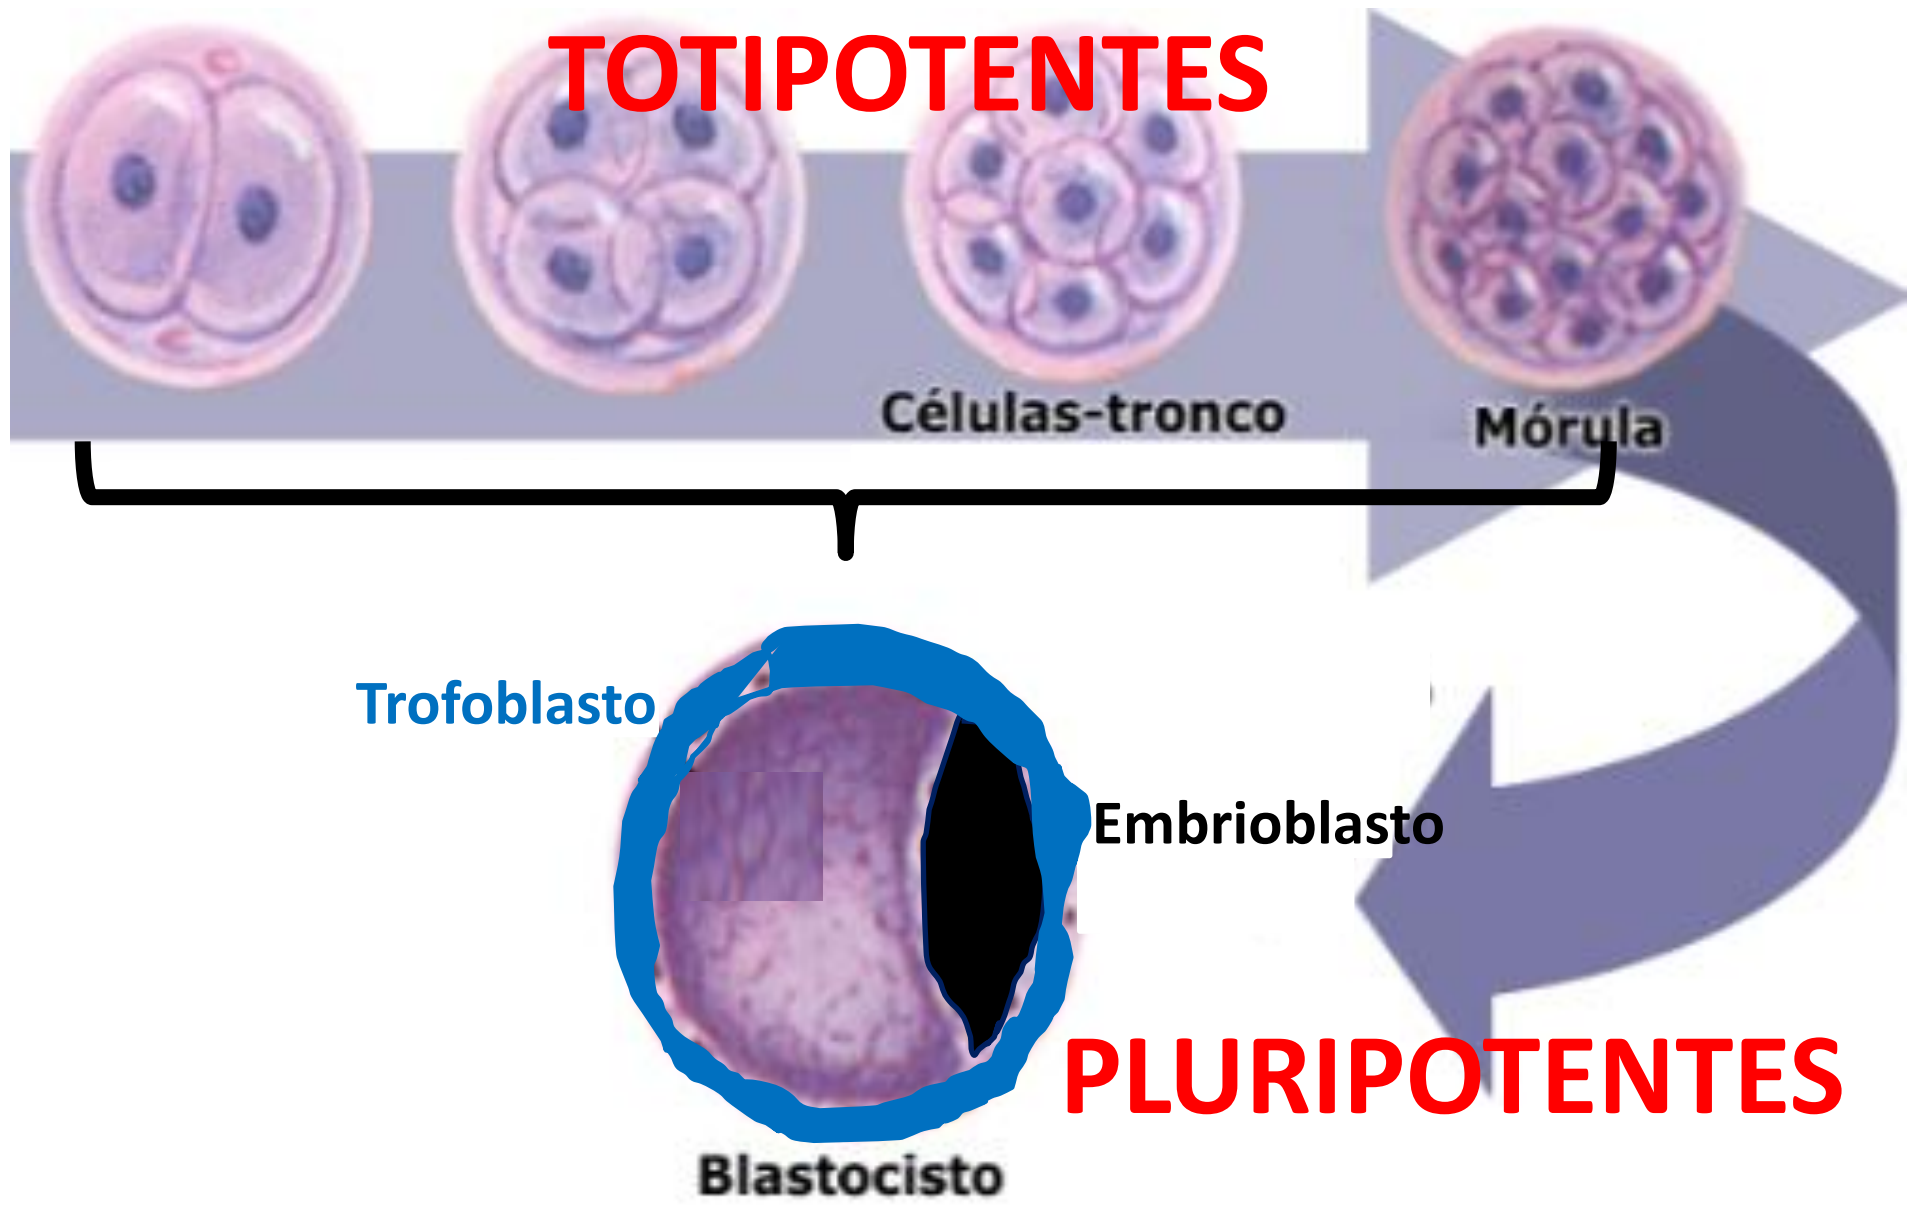 TOTIPOTENTES
Células-tronco
Mórula
Trofoblasto
Embrioblasto
PLURIPOTENTES
Blastocisto